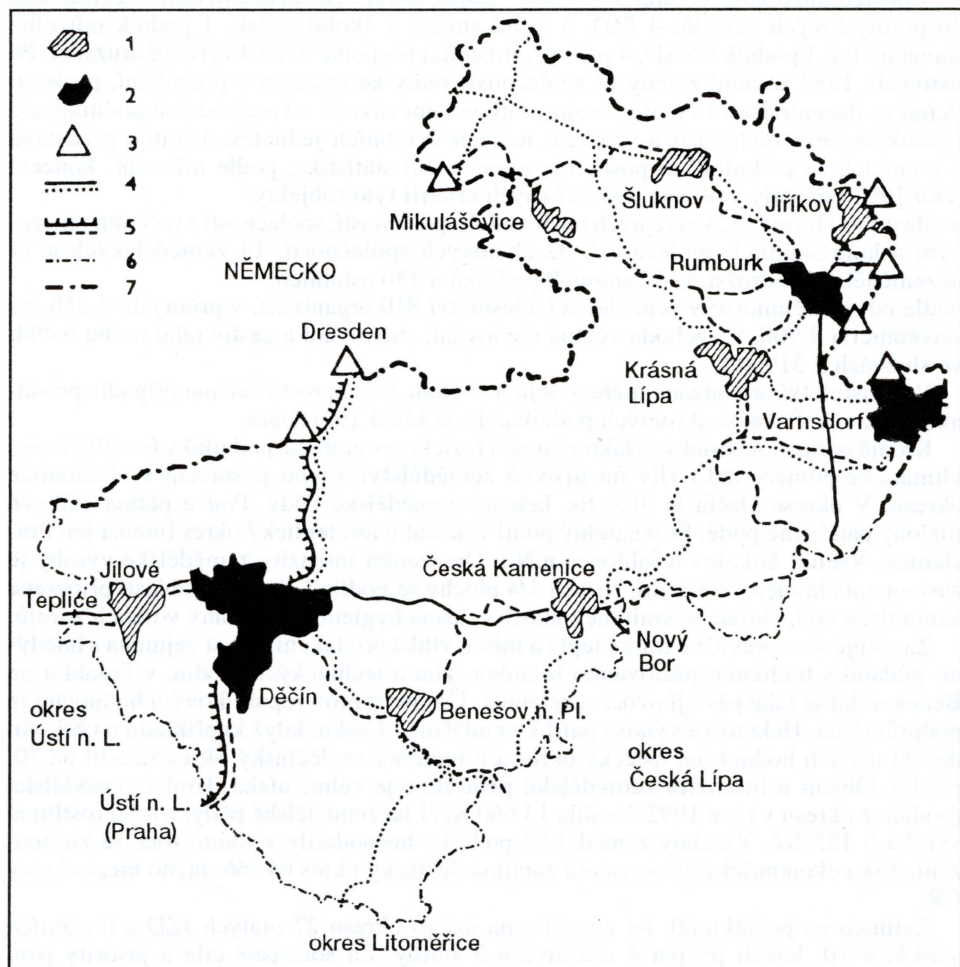 1
2
3
4
5
6
7
Mikulášovice
Šluknov
Jiříkov
Rumburk
NĚMECKO
Dresden
Krásná
Lípa
Varnsdorf
Jílové
Teplice
Česká Kamenice
Nový
Bor
Děčín
Benešov n. Pl.
Ústí n. L.
okres
Česká Lípa
Ústí n. L.
(Praha)
okres Litoměřice